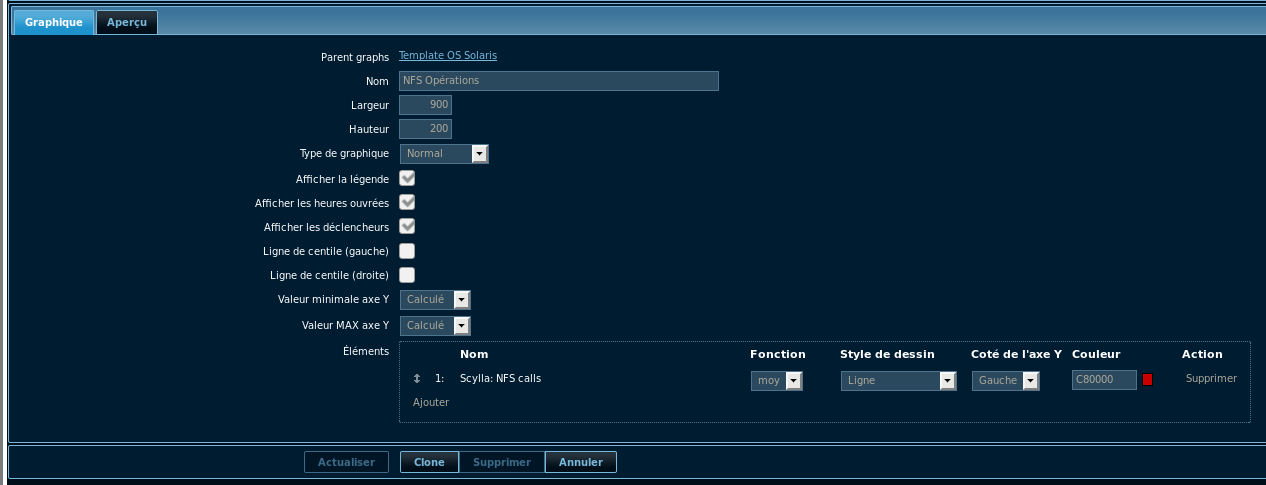 Graphique Aperçu
Parent graphs Template OS Solaris
Nom NFS Opérations
Largeur 900
Hauteur 200
Type de graphique Normal
Afficher la légende
Afficher les heures ouvrées
Afficher les déclencheurs
Ligne de centile (gauche)
Ligne de centile (droite)
Valeur minimale axe Y Calculé
Valeur MAX axe Y Calculé
Éléments Nom Fonction Style de dessin Coté de l'axe Y Couleur Action
1: Scylla: NFS calls moy Ligne Gauche C80000 Supprimer
Ajouter
Actualiser Clone Supprimer Annuler